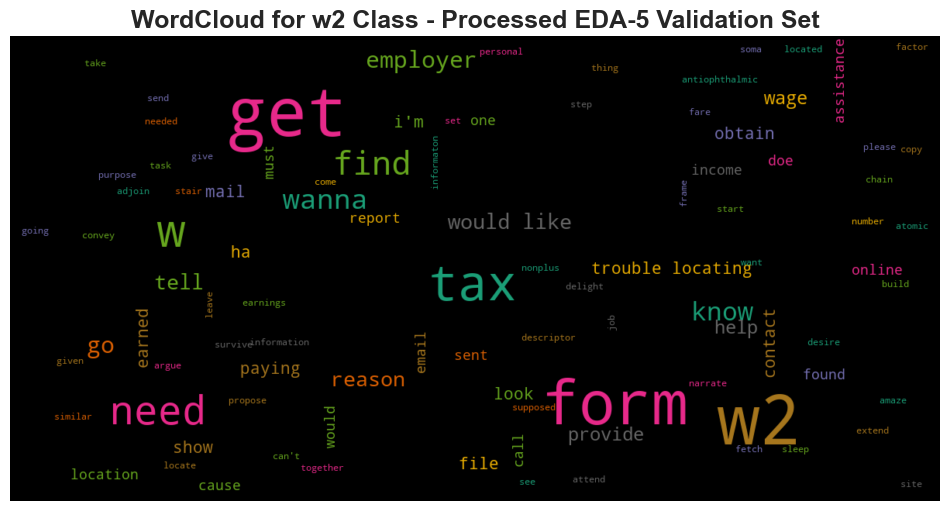 WordCloud for w2 Class - Processed EDA-5 Validation Set
take
employer
personal
thing
soma
located
factor
assistance
antiophthalmic
wage
send
get
step
fare
needed
i'm
set
one
obtain
find
must
informaton
give
task
purpose
come
adjoin
stair
mail
wanna
income
doe
please
copy
chain
frame
report
would like
start
number
atomic
going
convey
w
ha
tell
tax
nonplus
trouble locating
want
online
build
delight
leave
earnings
know
help
contact
job
descriptor
desire
earned
go
survive
information
email
sent
given
argue
paying
reason
look
narrate
found
amaze
need
propose
supposed
form
w2
similar
would
provide
extend
show
call
fetch
sleep
can't
locate
together
file
location
cause
see
attend
site